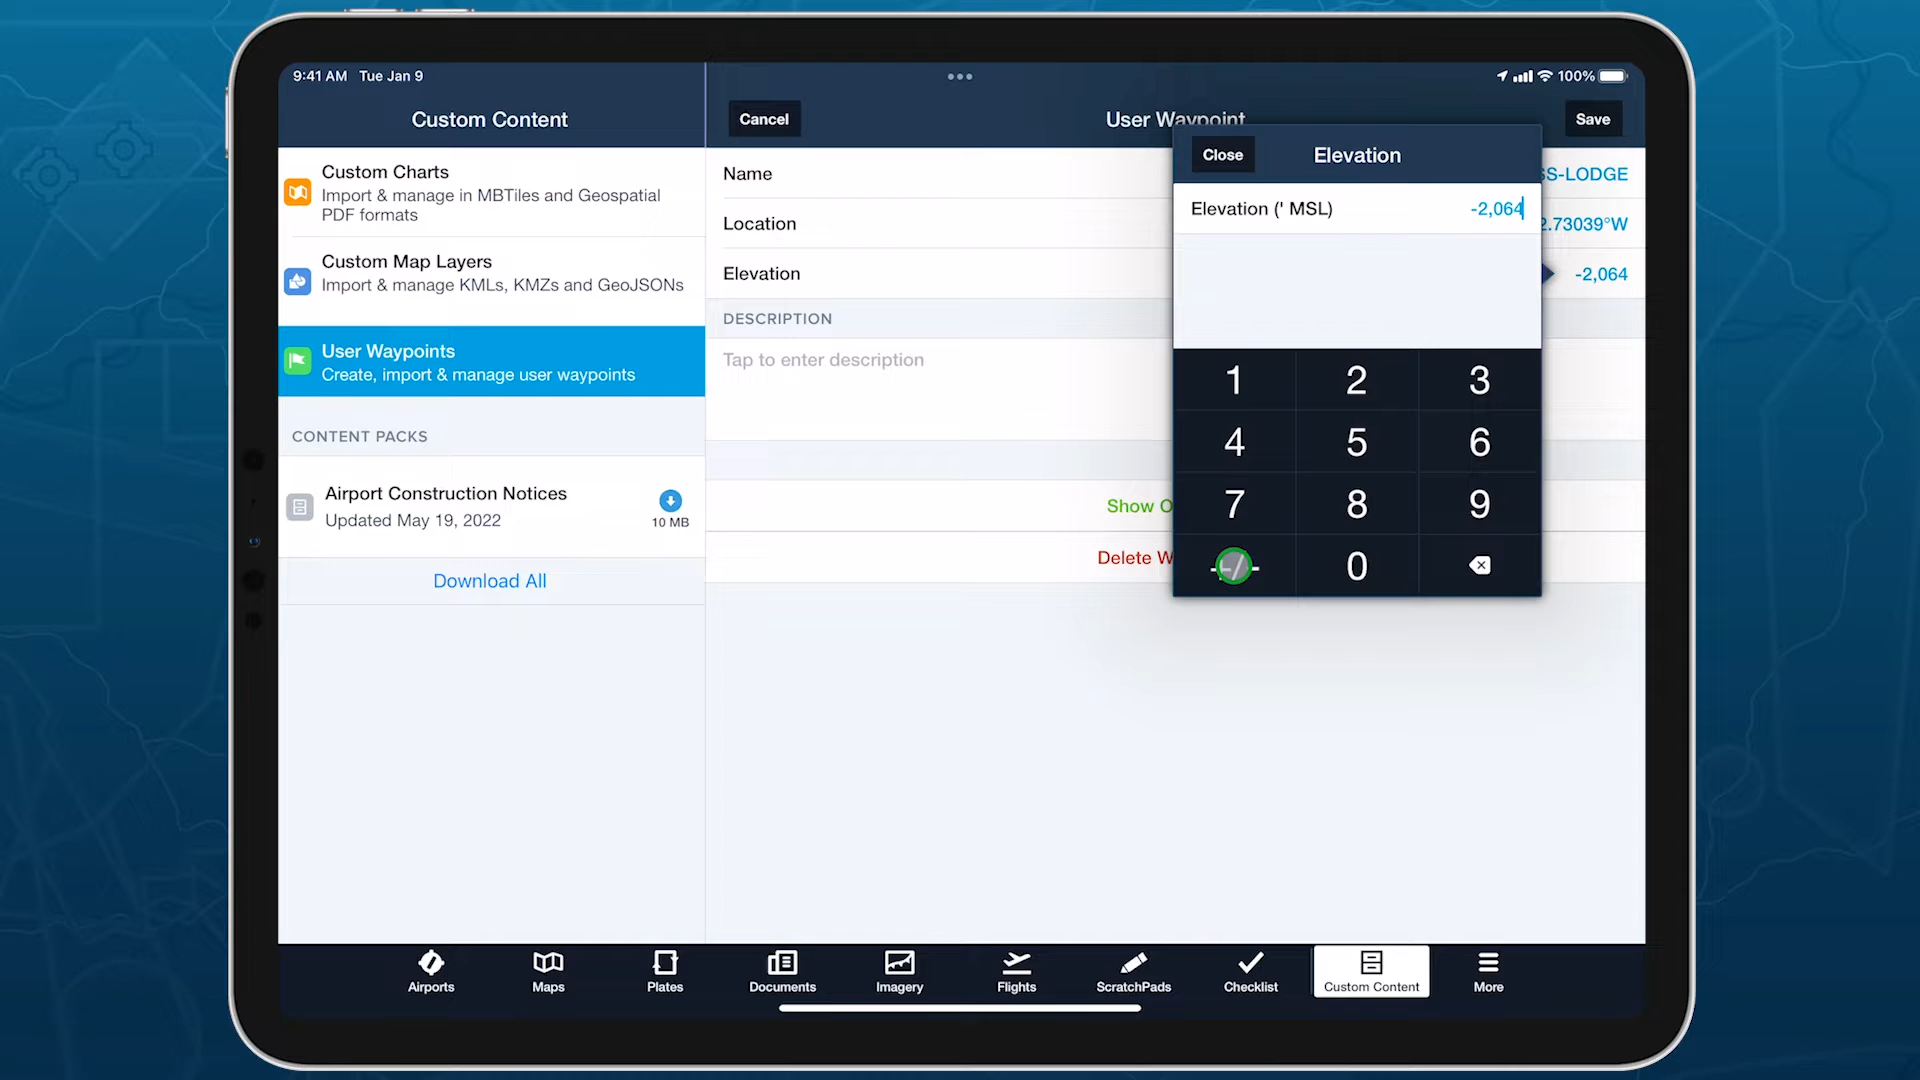 9:41 AM Tue Jan 9
100%
Custom Content
Custom Charts
Import & manage in MBTiles and Geospatial
PDF formats
Custom Map Layers
Import & manage KMLs, KMZs and GeoJSONs
User Waypoints
Create, import & manage user waypoints
CONTENT PACKS
Airport Construction Notices
Updated May 19, 2022
10 MB
Download All
Cancel
User Waypoint
Save
Name
SS-LODGE
Location
2.73039°W
Elevation
-2,064
DESCRIPTION
Tap to enter description
Show O
Delete W
Close
Elevation
Elevation (' MSL)
-2,064
1 2 3
4 5 6
7 8 9
+/- 0
Airports
Maps
Plates
Documents
Imagery
Flights
ScratchPads
Checklist
Custom Content
More